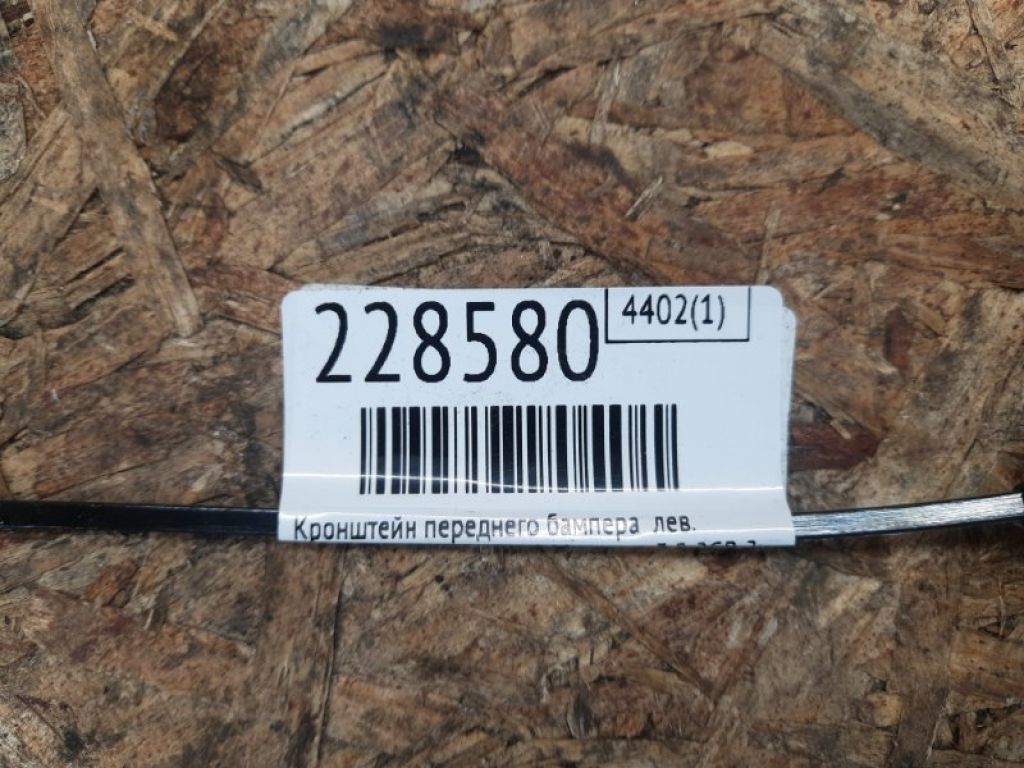 228580
4402(1)
Кронштейн переднего бампера лев.